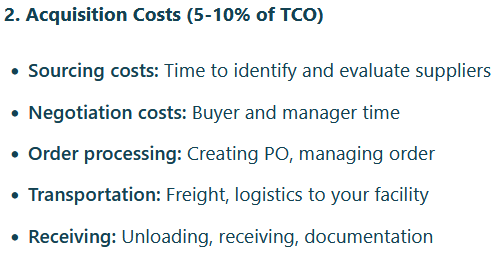 2. Acquisition Costs (5-10% of TCO)
• Sourcing costs: Time to identify and evaluate suppliers
• Negotiation costs: Buyer and manager time
• Order processing: Creating PO, managing order
• Transportation: Freight, logistics to your facility
• Receiving: Unloading, receiving, documentation